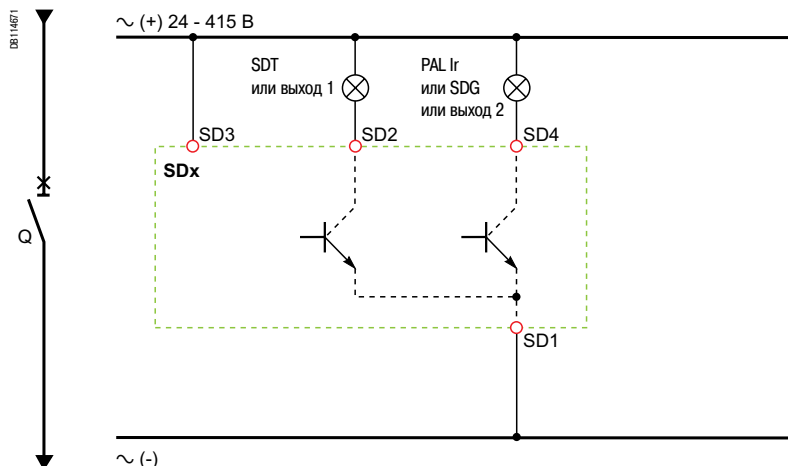 DB114671
∼ (+) 24 - 415 В
SDT
или выход 1
PAL Ir
или SDG
или выход 2
SD3
SD2
SD4
SDx
Q
SD1
∼ (-)